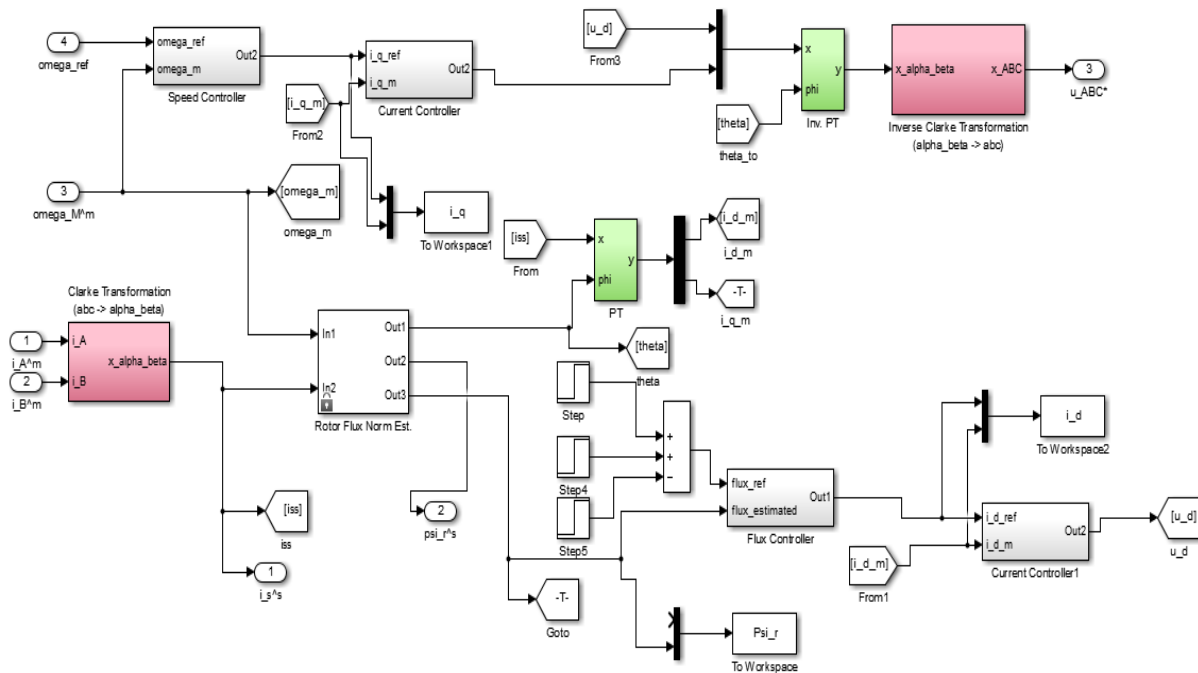 4
omega_ref
omega_ref
omega_m
Out2
Speed Controller
[i_q_m]
From2
i_q_ref
i_q_m
Out2
Current Controller
[u_d]
From3
[theta]
theta_to
x
phi
y
Inv. PT
x_alpha_beta
x_ABC
Inverse Clarke Transformation
(alpha_beta -> abc)
3
u_ABC*
3
omega_M^m
[omega_m]
omega_m
i_q
To Workspace1
[iss]
From
x
phi
y
PT
[i_d_m]
i_d_m
-T-
i_q_m
Clarke Transformation
(abc -> alpha_beta)
1
i_A^m
2
i_B^m
i_A
i_B
x_alpha_beta
In1
In2
Out1
Out2
Out3
Rotor Flux Norm Est.
[theta]
theta
Step
Step4
Step5
+
+
−
flux_ref
flux_estimated
Out1
Flux Controller
i_d
To Workspace2
[i_d_m]
From1
i_d_ref
i_d_m
Out2
Current Controller1
[u_d]
u_d
[iss]
iss
1
i_s^s
2
psi_r^s
-T-
Goto
Psi_r
To Workspace